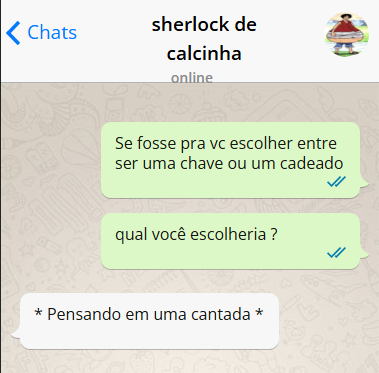 Chats
sherlock de
calcinha
online
Se fosse pra vc escolher entre
ser uma chave ou um cadeado
qual você escolheria ?
* Pensando em uma cantada *